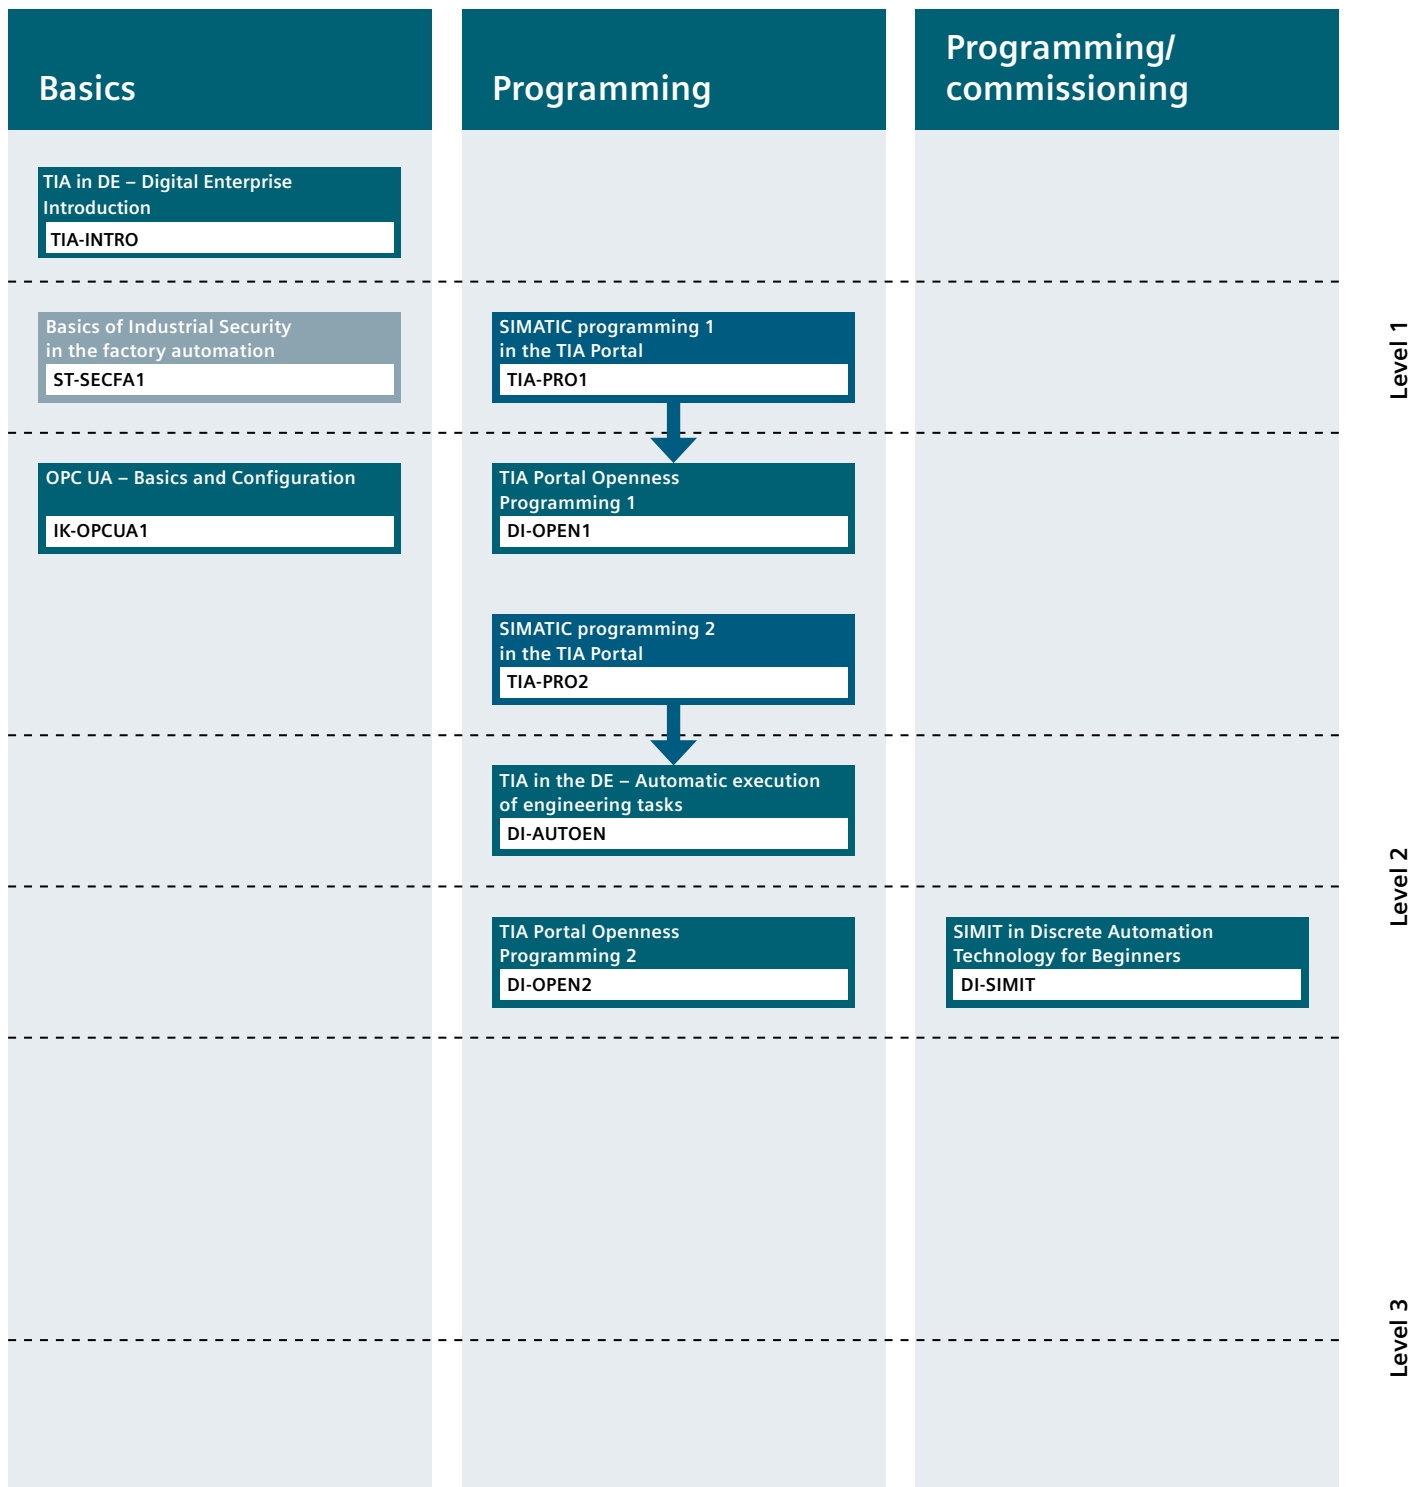 Basics
Programming
Programming/
commissioning
TIA in DE – Digital Enterprise
Introduction
TIA-INTRO
Basics of Industrial Security
in the factory automation
ST-SECFA1
SIMATIC programming 1
in the TIA Portal
TIA-PRO1
Level 1
OPC UA – Basics and Configuration
IK-OPCUA1
TIA Portal Openness
Programming 1
DI-OPEN1
SIMATIC programming 2
in the TIA Portal
TIA-PRO2
TIA in the DE – Automatic execution
of engineering tasks
DI-AUTOEN
Level 2
TIA Portal Openness
Programming 2
DI-OPEN2
SIMIT in Discrete Automation
Technology for Beginners
DI-SIMIT
Level 3